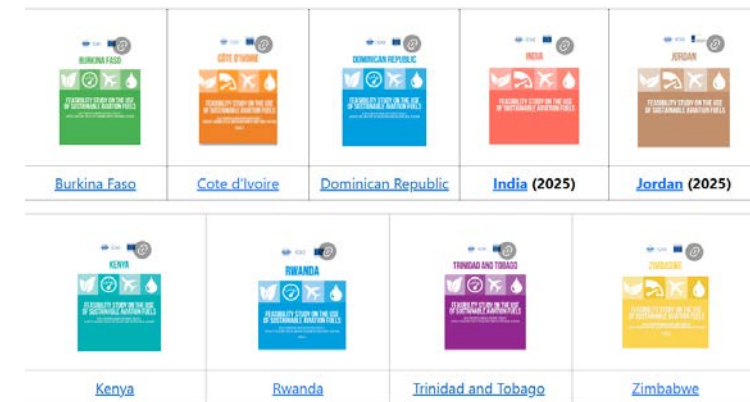 BURKINA FASO
FEASIBILITY STUDY ON THE USE
OF SUSTAINABLE AVIATION FUELS
CÔTE D'IVOIRE
FEASIBILITY STUDY ON THE USE
OF SUSTAINABLE AVIATION FUELS
DOMINICAN REPUBLIC
FEASIBILITY STUDY ON THE USE
OF SUSTAINABLE AVIATION FUELS
INDIA
FEASIBILITY STUDY ON THE USE
OF SUSTAINABLE AVIATION FUELS
JORDAN
FEASIBILITY STUDY ON THE USE
OF SUSTAINABLE AVIATION FUELS
Burkina Faso
Cote d'Ivoire
Dominican Republic
India (2025)
Jordan (2025)
KENYA
FEASIBILITY STUDY ON THE USE
OF SUSTAINABLE AVIATION FUELS
RWANDA
FEASIBILITY STUDY ON THE USE
OF SUSTAINABLE AVIATION FUELS
TRINIDAD AND TOBAGO
FEASIBILITY STUDY ON THE USE
OF SUSTAINABLE AVIATION FUELS
ZIMBABWE
FEASIBILITY STUDY ON THE USE
OF SUSTAINABLE AVIATION FUELS
Kenya
Rwanda
Trinidad and Tobago
Zimbabwe